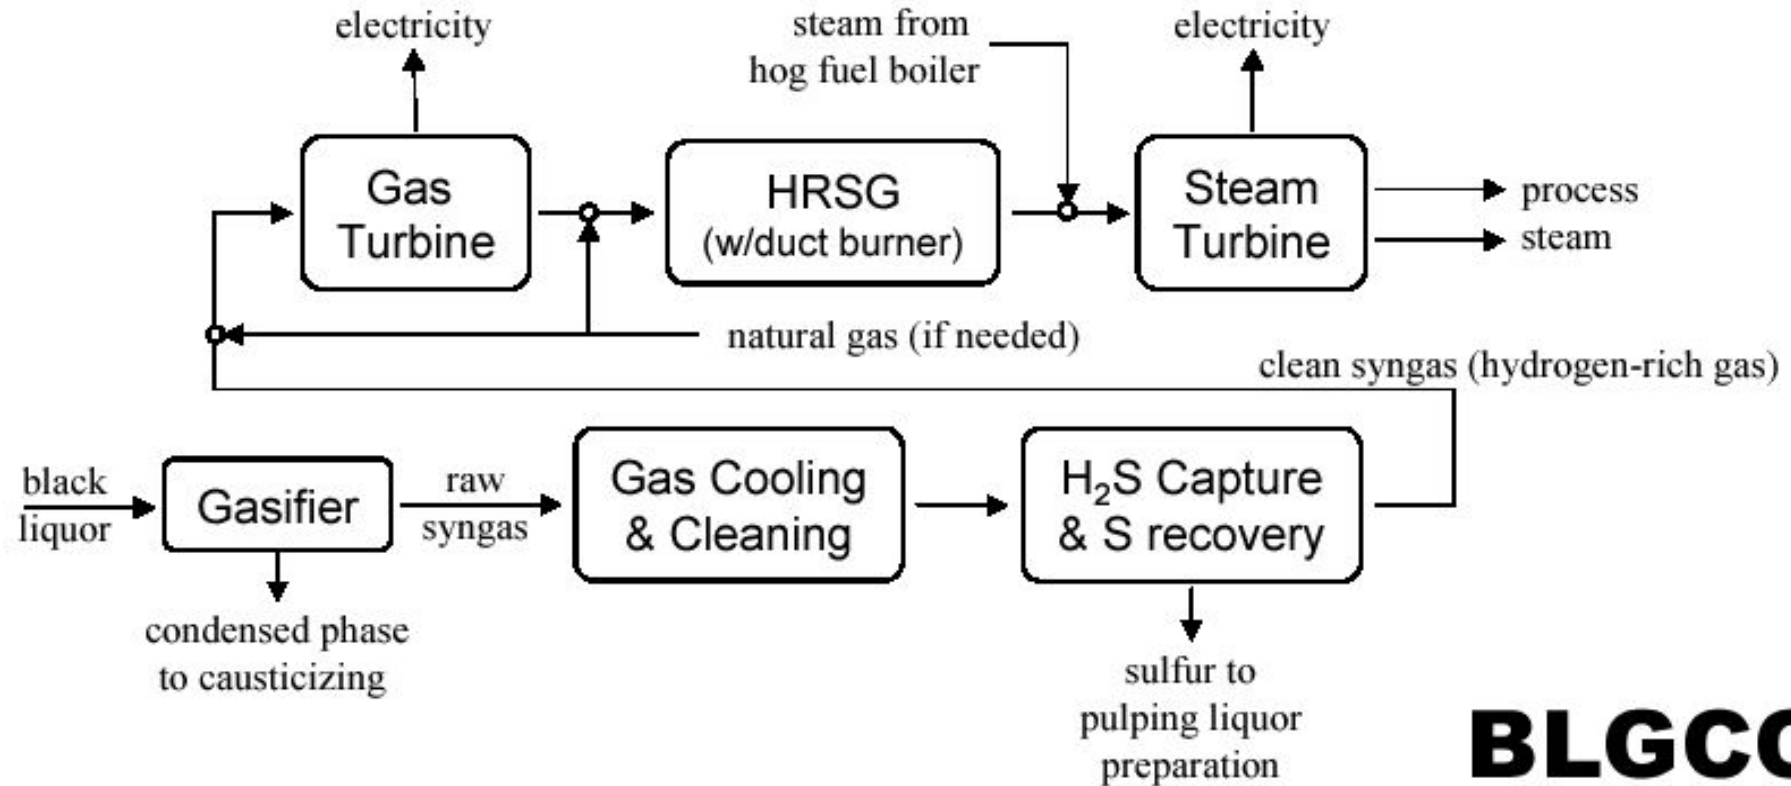 electricity
steam from
hog fuel boiler
electricity
Gas
Turbine
HRSG
(w/duct burner)
Steam
Turbine
process
steam
natural gas (if needed)
clean syngas (hydrogen-rich gas)
black
liquor
Gasifier
raw
syngas
Gas Cooling
& Cleaning
H₂S Capture
& S recovery
condensed phase
to causticizing
sulfur to
pulping liquor
preparation
BLGCC